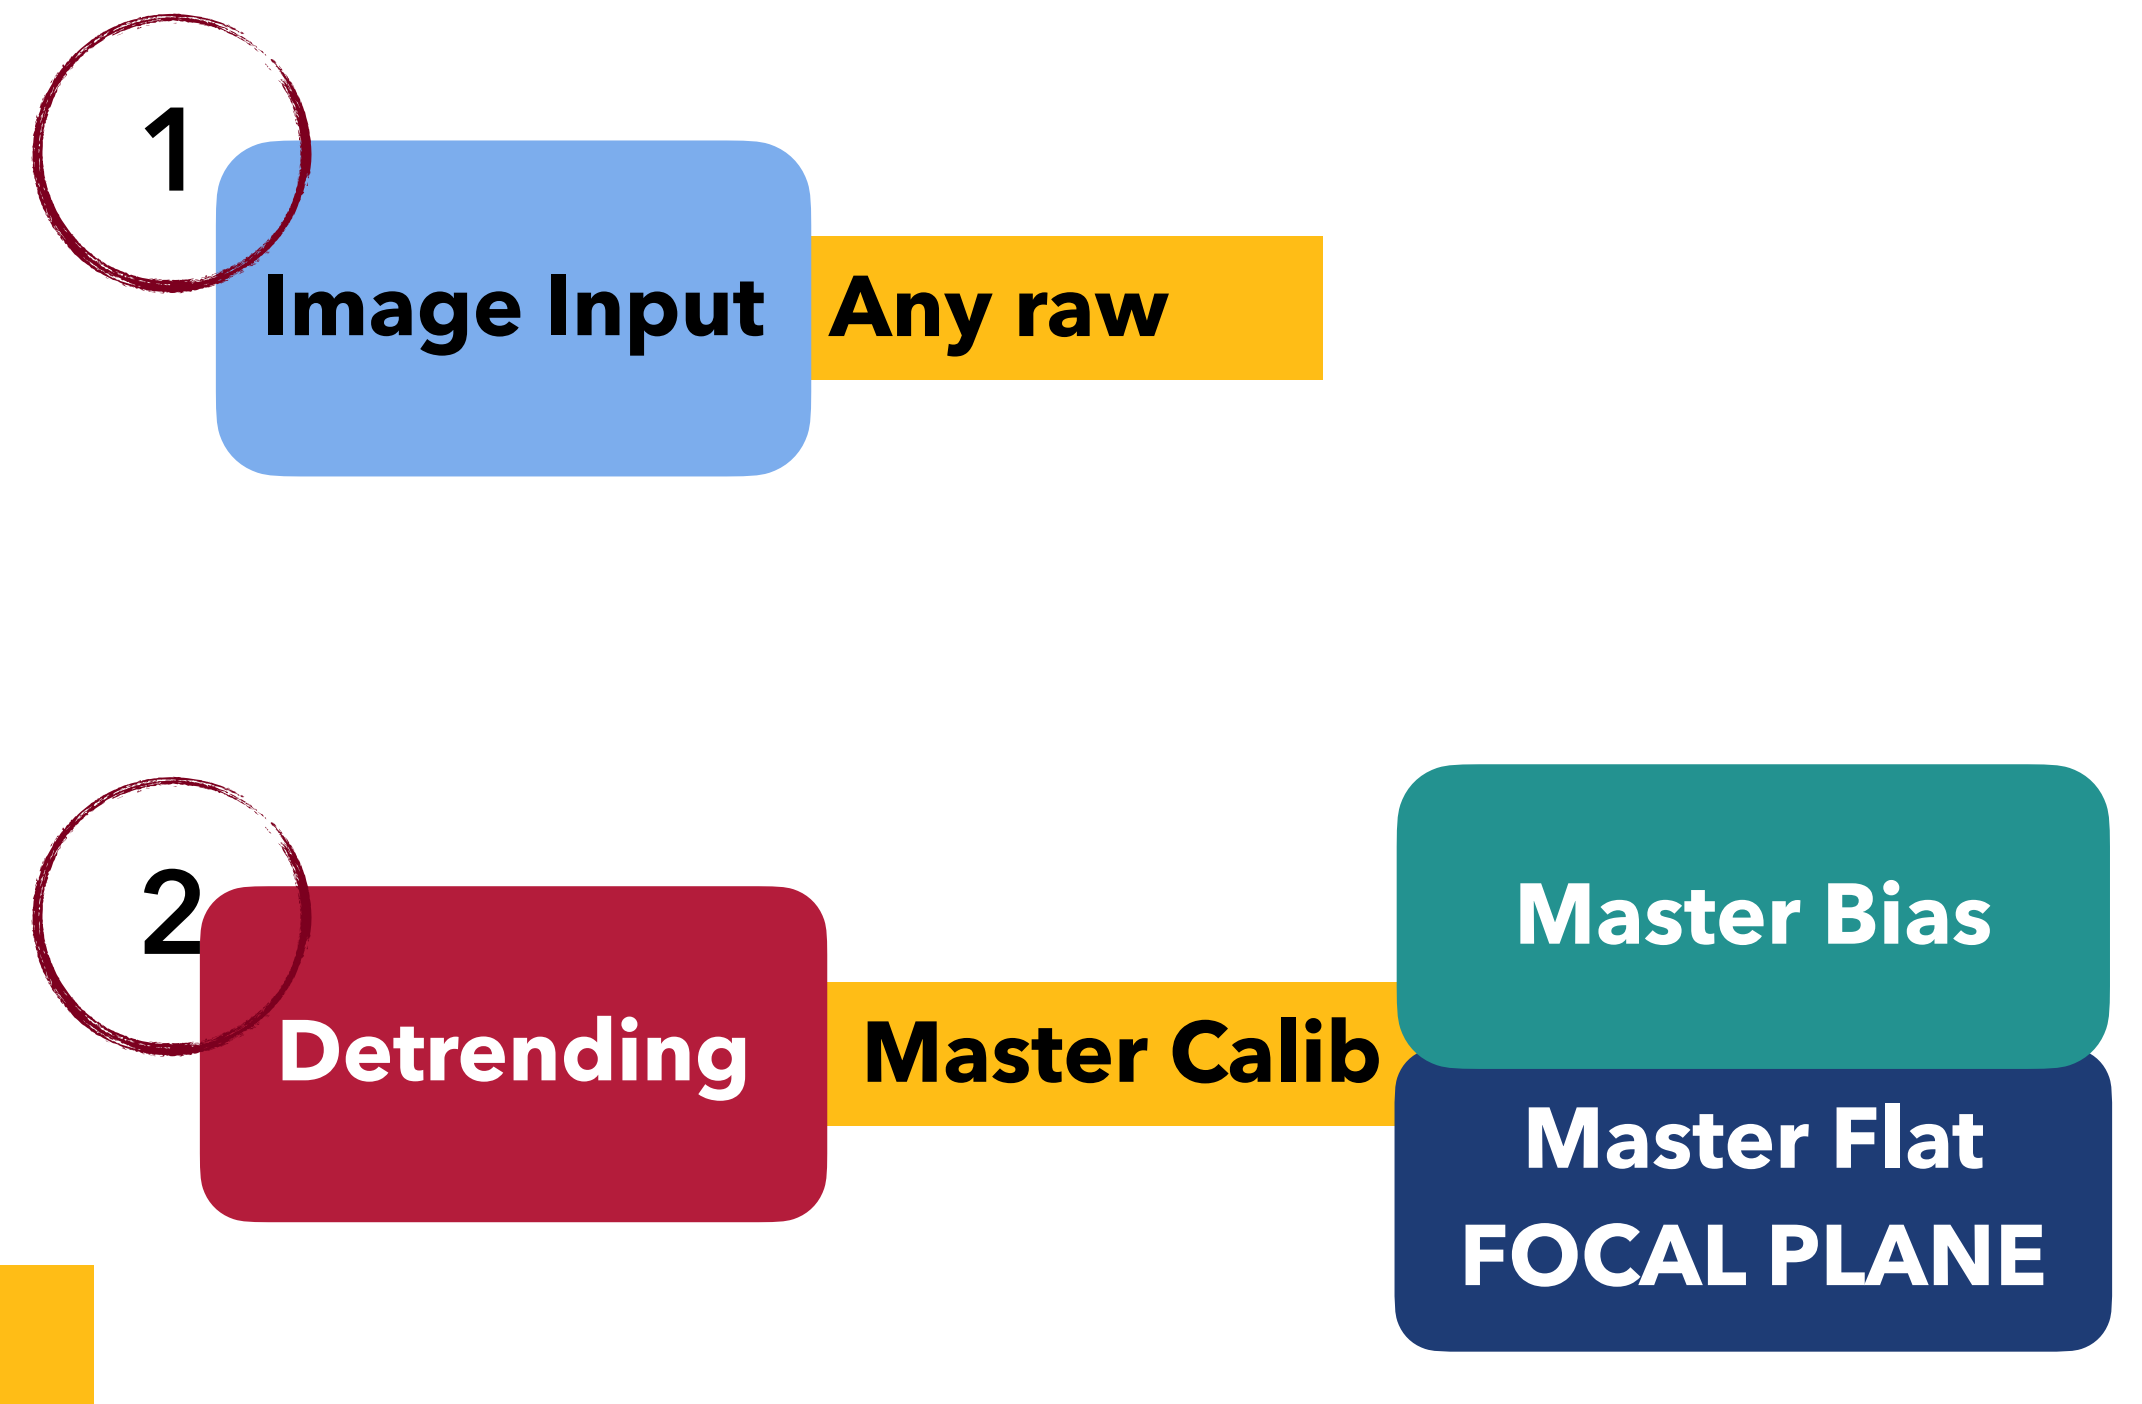 1
Image Input
Any raw
2
Detrending
Master Calib
Master Bias
Master Flat
FOCAL PLANE